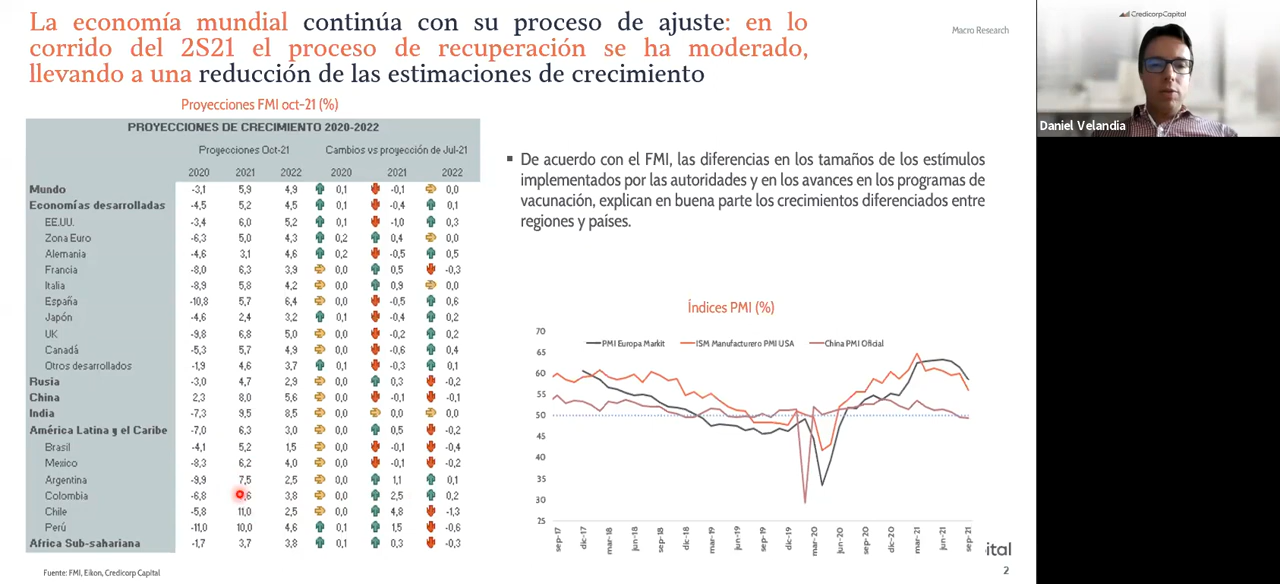 La economía mundial continúa con su proceso de ajuste: en lo
corrido del 2S21 el proceso de recuperación se ha moderado,
llevando a una reducción de las estimaciones de crecimiento
Macro Research
CredicorpCapital
Daniel Velandia
Proyecciones FMI oct-21 (%)
PROYECCIONES DE CRECIMIENTO 2020-2022
Proyecciones Oct-21 Cambios vs proyección de Jul-21
2020 2021 2022 2020 2021 2022
Mundo -3,1 5,9 4,9 0,1 -0,1 0,0
Economías desarrolladas -4,5 5,2 4,5 0,1 -0,4 0,1
EE.UU. -3,4 6,0 5,2 0,1 -1,0 0,3
Zona Euro -6,3 5,0 4,3 0,2 0,4 0,0
Alemania -4,6 3,1 4,6 0,2 -0,5 0,5
Francia -8,0 6,3 3,9 0,0 0,5 -0,3
Italia -8,9 5,8 4,2 0,0 0,9 0,0
España -10,8 5,7 6,4 0,0 -0,5 0,6
Japón -4,6 2,4 3,2 0,1 -0,4 0,2
UK -9,8 6,8 5,0 0,0 -0,2 0,2
Canadá -5,3 5,7 4,9 0,0 -0,6 0,4
Otros desarrollados -1,9 4,6 3,7 0,1 -0,3 0,1
Rusia -3,0 4,7 2,9 0,0 0,3 -0,2
China 2,3 8,0 5,6 0,0 -0,1 -0,1
India -7,3 9,5 8,5 0,0 0,0 0,0
América Latina y el Caribe -7,0 6,3 3,0 0,0 0,5 -0,2
Brasil -4,1 5,2 1,5 0,0 -0,1 -0,4
Mexico -8,3 6,2 4,0 0,0 -0,1 -0,2
Argentina -9,9 7,5 2,5 0,0 1,1 0,1
Colombia -6,8 ,6 3,8 0,0 2,5 0,2
Chile -5,8 11,0 2,5 0,0 4,8 -1,3
Perú -11,0 10,0 4,6 0,1 1,5 -0,6
Africa Sub-sahariana -1,7 3,7 3,8 0,1 0,3 -0,3
Fuente: FMI, Eikon, Credicorp Capital
▪ De acuerdo con el FMI, las diferencias en los tamaños de los estímulos
implementados por las autoridades y en los avances en los programas de
vacunación, explican en buena parte los crecimientos diferenciados entre
regiones y países.
Índices PMI (%)
PMI Europa Markit ISM Manufacturero PMI USA China PMI Oficial
70
65
60
55
50
45
40
35
30
25
sep-17 dic-17 mar-18 jun-18 sep-18 dic-18 mar-19 jun-19 sep-19 dic-19 mar-20 jun-20 sep-20 dic-20 mar-21 jun-21 sep-21
ital
2